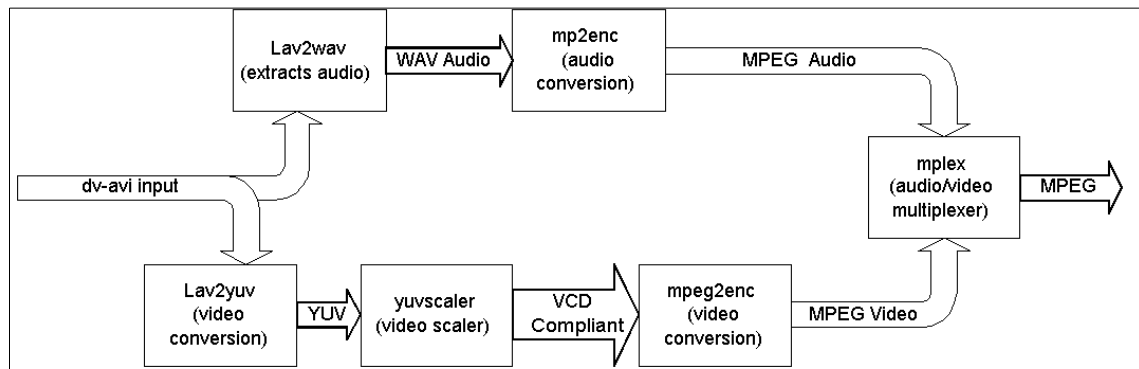 Lav2wav
(extracts audio)
WAV Audio
mp2enc
(audio
conversion)
MPEG Audio
dv-avi input
mplex
(audio/video
multiplexer)
MPEG
Lav2yuv
(video
conversion)
YUV
yuvscaler
(video scaler)
VCD
Compliant
mpeg2enc
(video
conversion)
MPEG Video